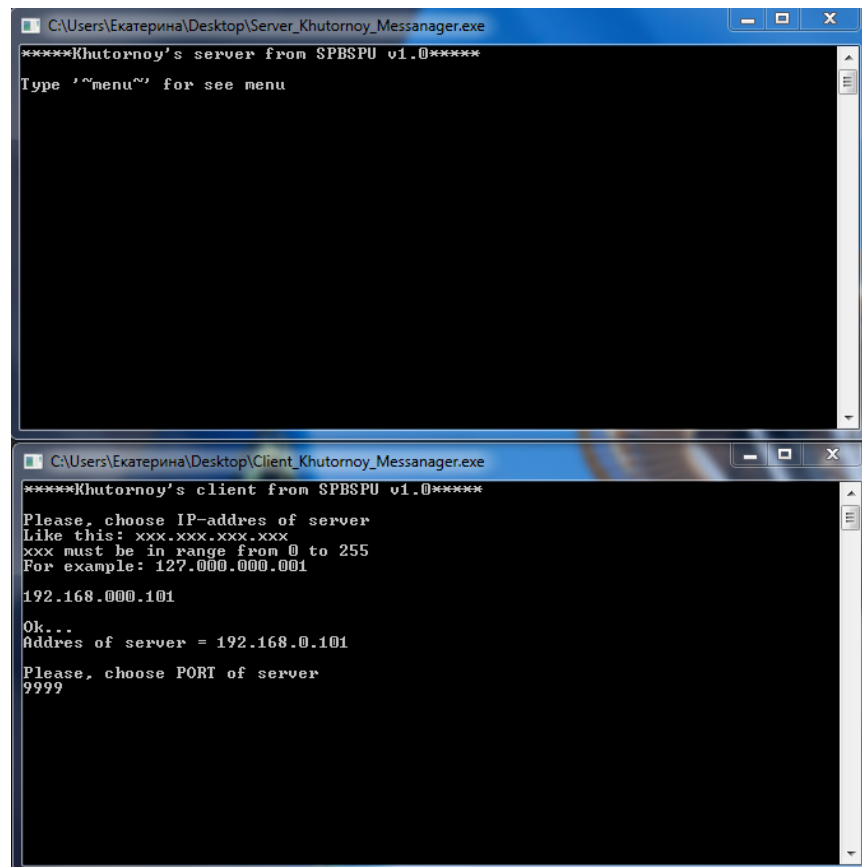 C:\Users\Екатерина\Desktop\Server_Khutornoy_Messanager.exe
*****Khutornoy's server from SPBSPU v1.0*****
Type '~menu~' for see menu
C:\Users\Екатерина\Desktop\Client_Khutornoy_Messanager.exe
*****Khutornoy's client from SPBSPU v1.0*****
Please, choose IP-addres of server
Like this: xxx.xxx.xxx.xxx
xxx must be in range from 0 to 255
For example: 127.000.000.001
192.168.000.101
Ok...
Addres of server = 192.168.0.101
Please, choose PORT of server
9999